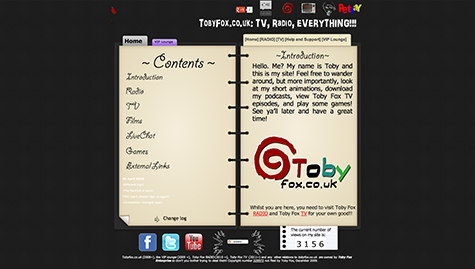 TobyFox.co.uk; TV, Radio, EVERYTHING!!!
Home
VIP Lounge
[Home] [RADIO] [TV] [Help and Support] [VIP Lounge]
~ Contents ~
Introduction
Radio
TV
Films
LiveChat
Games
External Links
Change log
~Introduction~
Hello. Me? My name is Toby and
this is my site! Feel free to wander
around, but more importantly, look
at my short animations, download
my podcasts, view Toby Fox TV
episodes, and play some games!
See ya'll later and have a great
time!
Toby
fox.co.uk
Whilst you are here, you need to visit Toby Fox
RADIO and Toby Fox TV for your own good!!
The current number of
views on my site is:
3156
You Tube